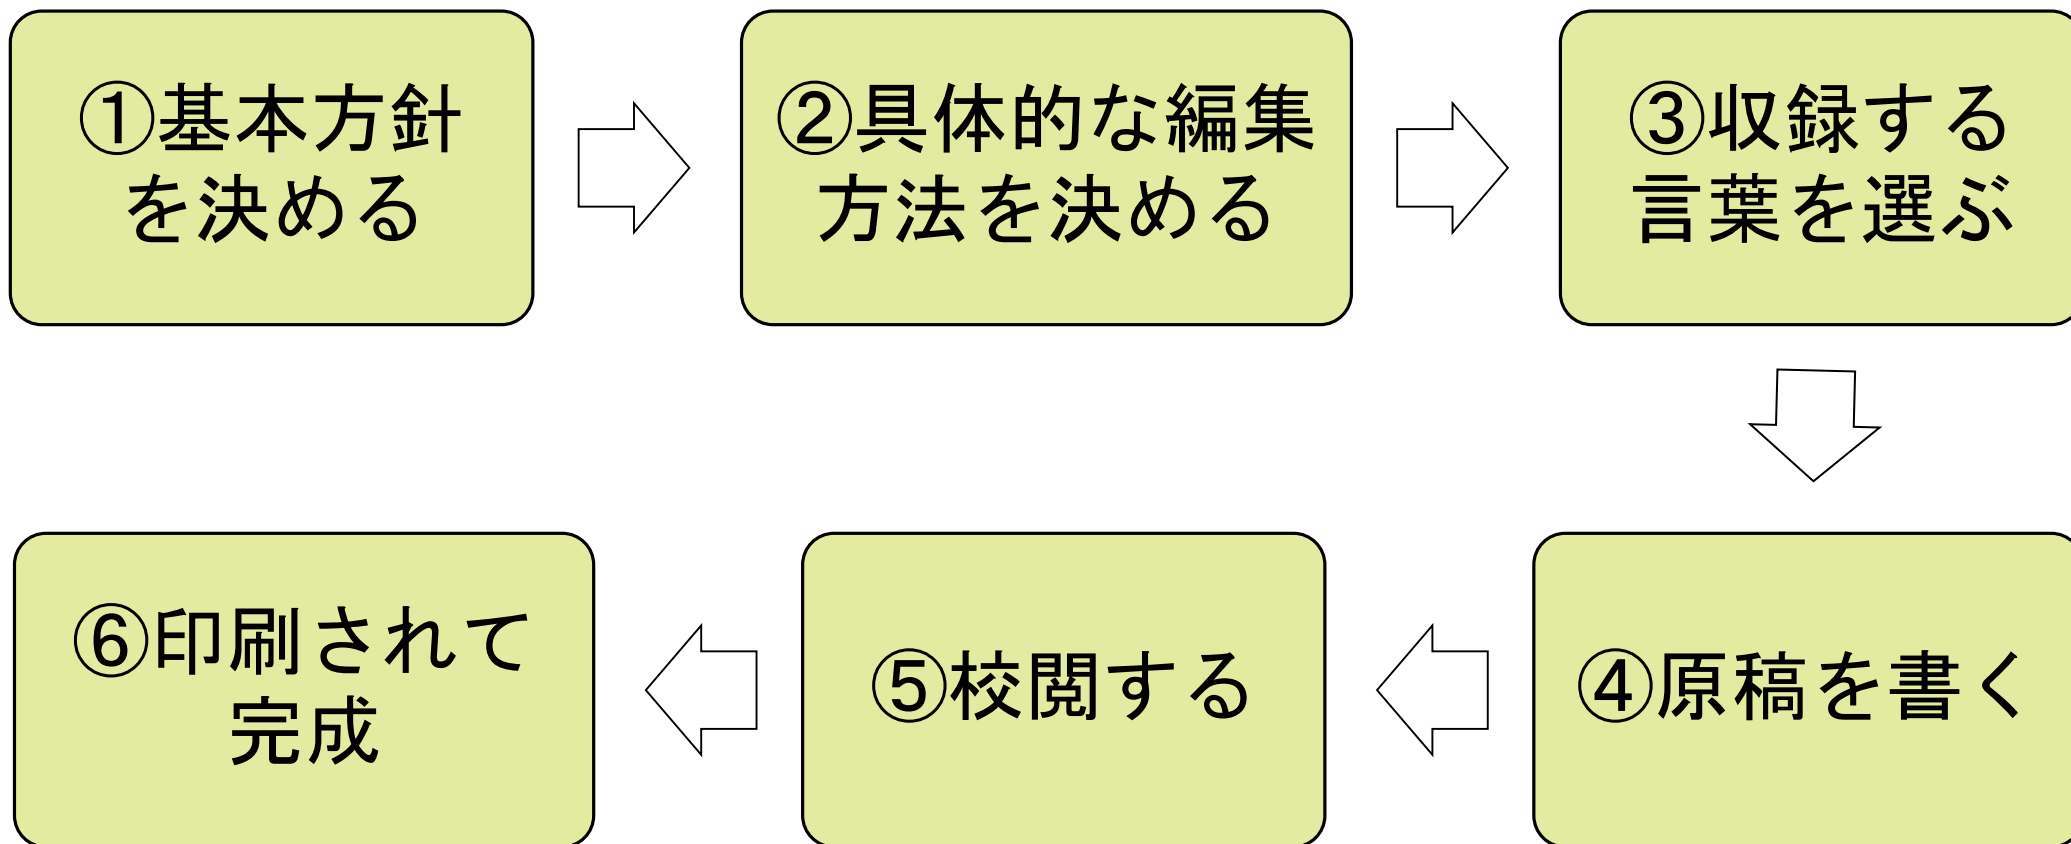 ①基本方針
を決める
②具体的な編集
方法を決める
③収録する
言葉を選ぶ
④原稿を書く
⑤校閲する
⑥印刷されて
完成